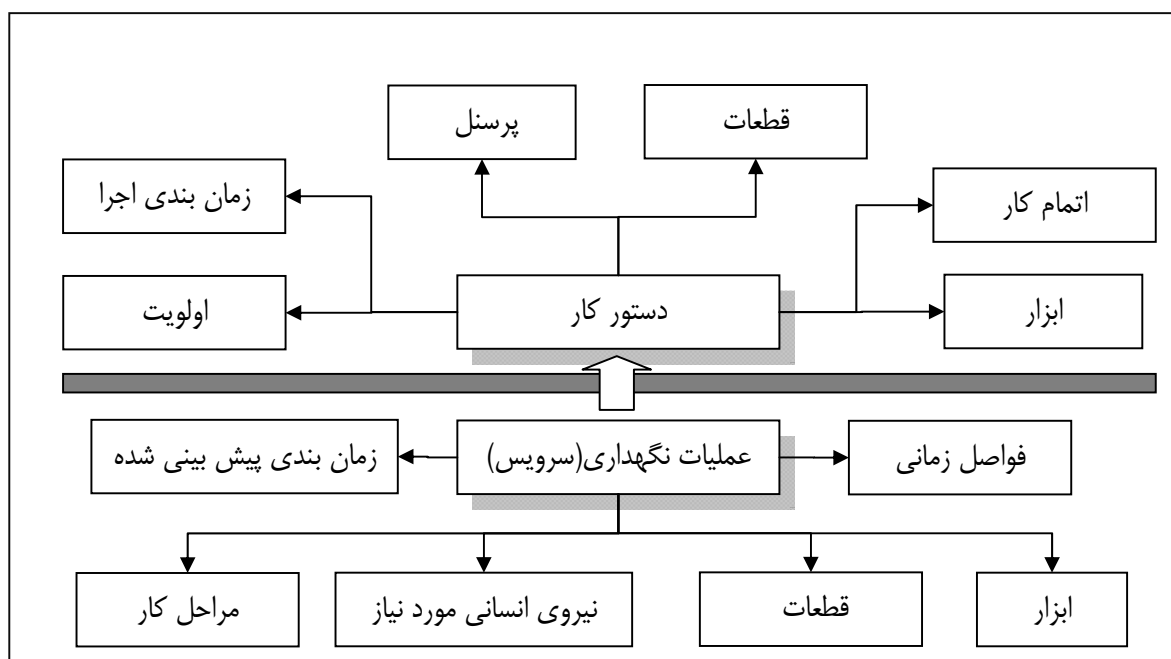 قطعات
پرسنل
اتمام کار
زمان بندی اجرا
ابزار
دستور کار
اولویت
فواصل زمانی
عملیات نگهداری(سرویس)
زمان بندی پیش بینی شده
ابزار
قطعات
نیروی انسانی مورد نیاز
مراحل کار